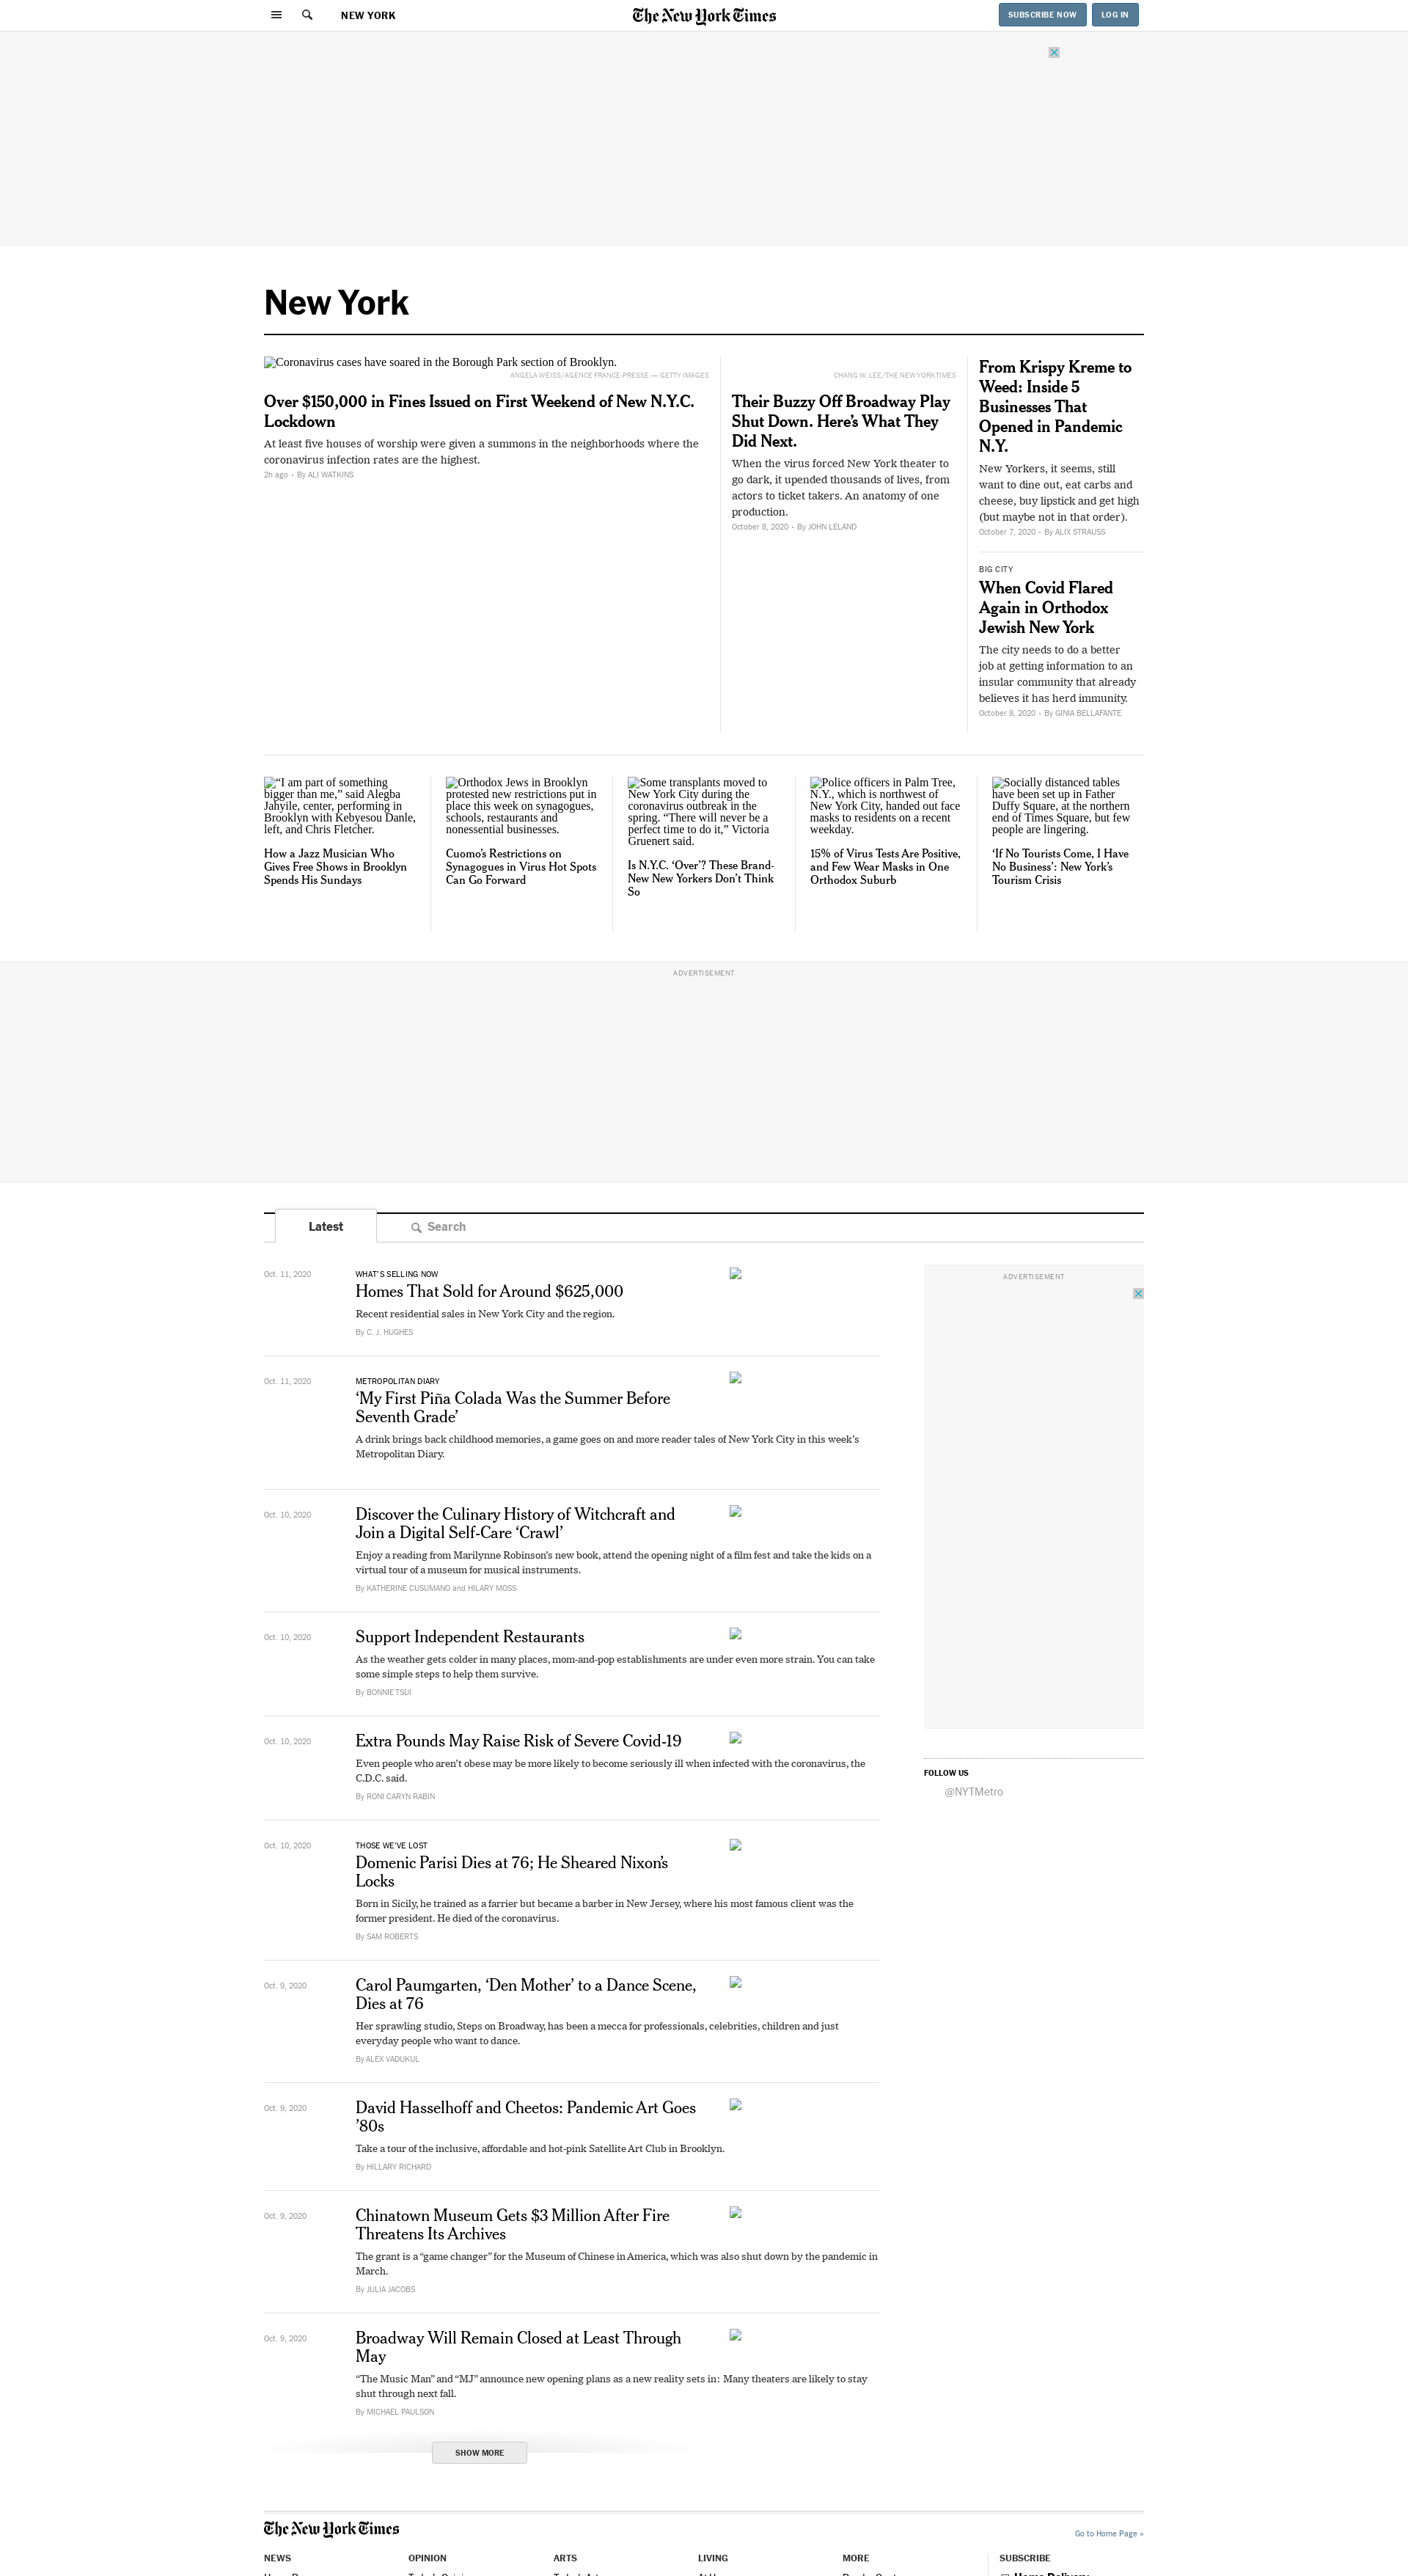 NEW YORK
The New York Times
SUBSCRIBE NOW
LOG IN
New York
Coronavirus cases have soared in the Borough Park section of Brooklyn.
ANGELA WEISS/AGENCE FRANCE-PRESSE — GETTY IMAGES
Over $150,000 in Fines Issued on First Weekend of New N.Y.C.
Lockdown
At least five houses of worship were given a summons in the neighborhoods where the
coronavirus infection rates are the highest.
2h ago • By ALI WATKINS
CHANG W. LEE/THE NEW YORK TIMES
Their Buzzy Off Broadway Play
Shut Down. Here’s What They
Did Next.
When the virus forced New York theater to
go dark, it upended thousands of lives, from
actors to ticket takers. An anatomy of one
production.
October 8, 2020 • By JOHN LELAND
From Krispy Kreme to
Weed: Inside 5
Businesses That
Opened in Pandemic
N.Y.
New Yorkers, it seems, still
want to dine out, eat carbs and
cheese, buy lipstick and get high
(but maybe not in that order).
October 7, 2020 • By ALIX STRAUSS
BIG CITY
When Covid Flared
Again in Orthodox
Jewish New York
The city needs to do a better
job at getting information to an
insular community that already
believes it has herd immunity.
October 8, 2020 • By GINIA BELLAFANTE
“I am part of something
bigger than me,” said Alegba
Jahyile, center, performing in
Brooklyn with Kebyesou Danle,
left, and Chris Fletcher.
How a Jazz Musician Who
Gives Free Shows in Brooklyn
Spends His Sundays
Orthodox Jews in Brooklyn
protested new restrictions put in
place this week on synagogues,
schools, restaurants and
nonessential businesses.
Cuomo’s Restrictions on
Synagogues in Virus Hot Spots
Can Go Forward
Some transplants moved to
New York City during the
coronavirus outbreak in the
spring. “There will never be a
perfect time to do it,” Victoria
Gruenert said.
Is N.Y.C. ‘Over’? These Brand-
New New Yorkers Don’t Think
So
Police officers in Palm Tree,
N.Y., which is northwest of
New York City, handed out face
masks to residents on a recent
weekday.
15% of Virus Tests Are Positive,
and Few Wear Masks in One
Orthodox Suburb
Socially distanced tables
have been set up in Father
Duffy Square, at the northern
end of Times Square, but few
people are lingering.
‘If No Tourists Come, I Have
No Business’: New York’s
Tourism Crisis
ADVERTISEMENT
Latest
Search
Oct. 11, 2020
WHAT’S SELLING NOW
Homes That Sold for Around $625,000
Recent residential sales in New York City and the region.
By C. J. HUGHES
Oct. 11, 2020
METROPOLITAN DIARY
‘My First Piña Colada Was the Summer Before
Seventh Grade’
A drink brings back childhood memories, a game goes on and more reader tales of New York City in this week’s
Metropolitan Diary.
Oct. 10, 2020
Discover the Culinary History of Witchcraft and
Join a Digital Self-Care ‘Crawl’
Enjoy a reading from Marilynne Robinson’s new book, attend the opening night of a film fest and take the kids on a
virtual tour of a museum for musical instruments.
By KATHERINE CUSUMANO and HILARY MOSS
Oct. 10, 2020
Support Independent Restaurants
As the weather gets colder in many places, mom-and-pop establishments are under even more strain. You can take
some simple steps to help them survive.
By BONNIE TSUI
Oct. 10, 2020
Extra Pounds May Raise Risk of Severe Covid-19
Even people who aren’t obese may be more likely to become seriously ill when infected with the coronavirus, the
C.D.C. said.
By RONI CARYN RABIN
Oct. 10, 2020
THOSE WE’VE LOST
Domenic Parisi Dies at 76; He Sheared Nixon’s
Locks
Born in Sicily, he trained as a farrier but became a barber in New Jersey, where his most famous client was the
former president. He died of the coronavirus.
By SAM ROBERTS
Oct. 9, 2020
Carol Paumgarten, ‘Den Mother’ to a Dance Scene,
Dies at 76
Her sprawling studio, Steps on Broadway, has been a mecca for professionals, celebrities, children and just
everyday people who want to dance.
By ALEX VADUKUL
Oct. 9, 2020
David Hasselhoff and Cheetos: Pandemic Art Goes
’80s
Take a tour of the inclusive, affordable and hot-pink Satellite Art Club in Brooklyn.
By HILLARY RICHARD
Oct. 9, 2020
Chinatown Museum Gets $3 Million After Fire
Threatens Its Archives
The grant is a “game changer” for the Museum of Chinese in America, which was also shut down by the pandemic in
March.
By JULIA JACOBS
Oct. 9, 2020
Broadway Will Remain Closed at Least Through
May
“The Music Man” and “MJ” announce new opening plans as a new reality sets in: Many theaters are likely to stay
shut through next fall.
By MICHAEL PAULSON
SHOW MORE
ADVERTISEMENT
FOLLOW US
@NYTMetro
The New York Times
Go to Home Page »
NEWS
OPINION
ARTS
LIVING
MORE
SUBSCRIBE